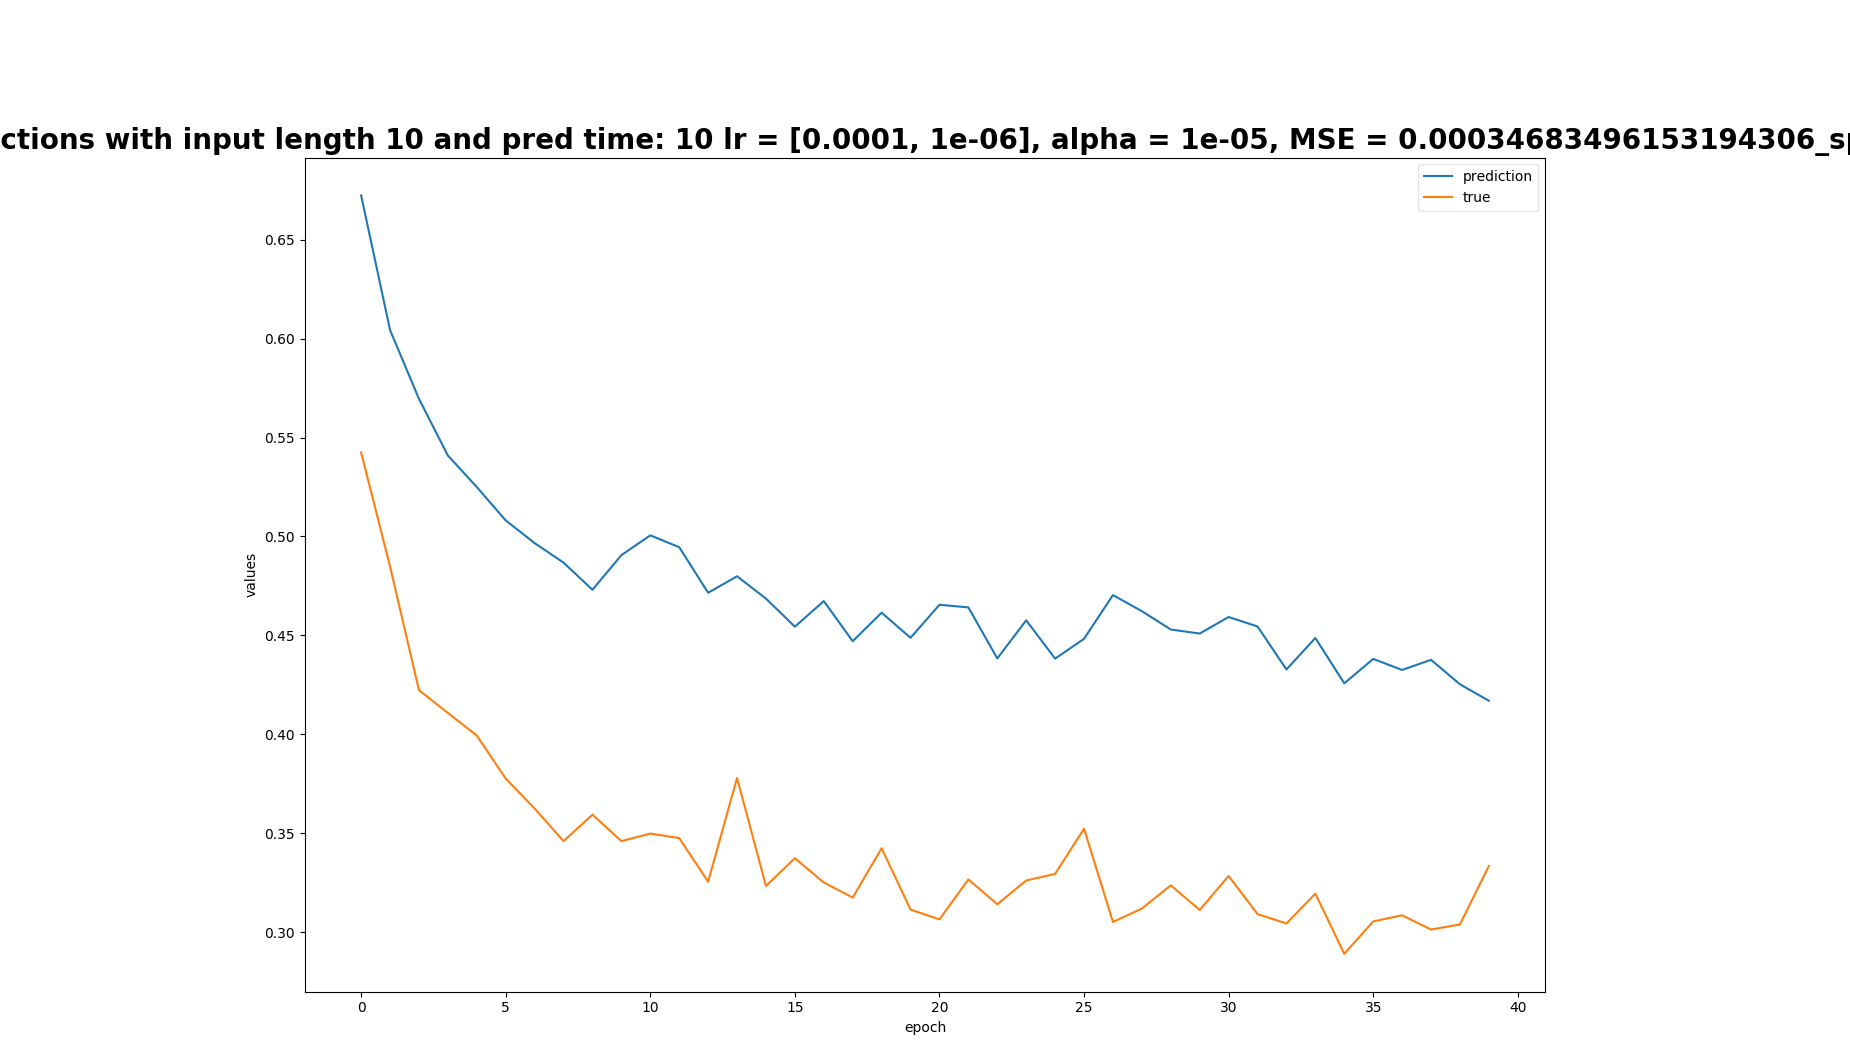 ctions with input length 10 and pred time: 10 lr = [0.0001, 1e-06], alpha = 1e-05, MSE = 0.00034683496153194306_sp
prediction
true
0.65
0.60
0.55
0.50
0.45
0.40
0.35
0.30
values
0 5 10 15 20 25 30 35 40
epoch